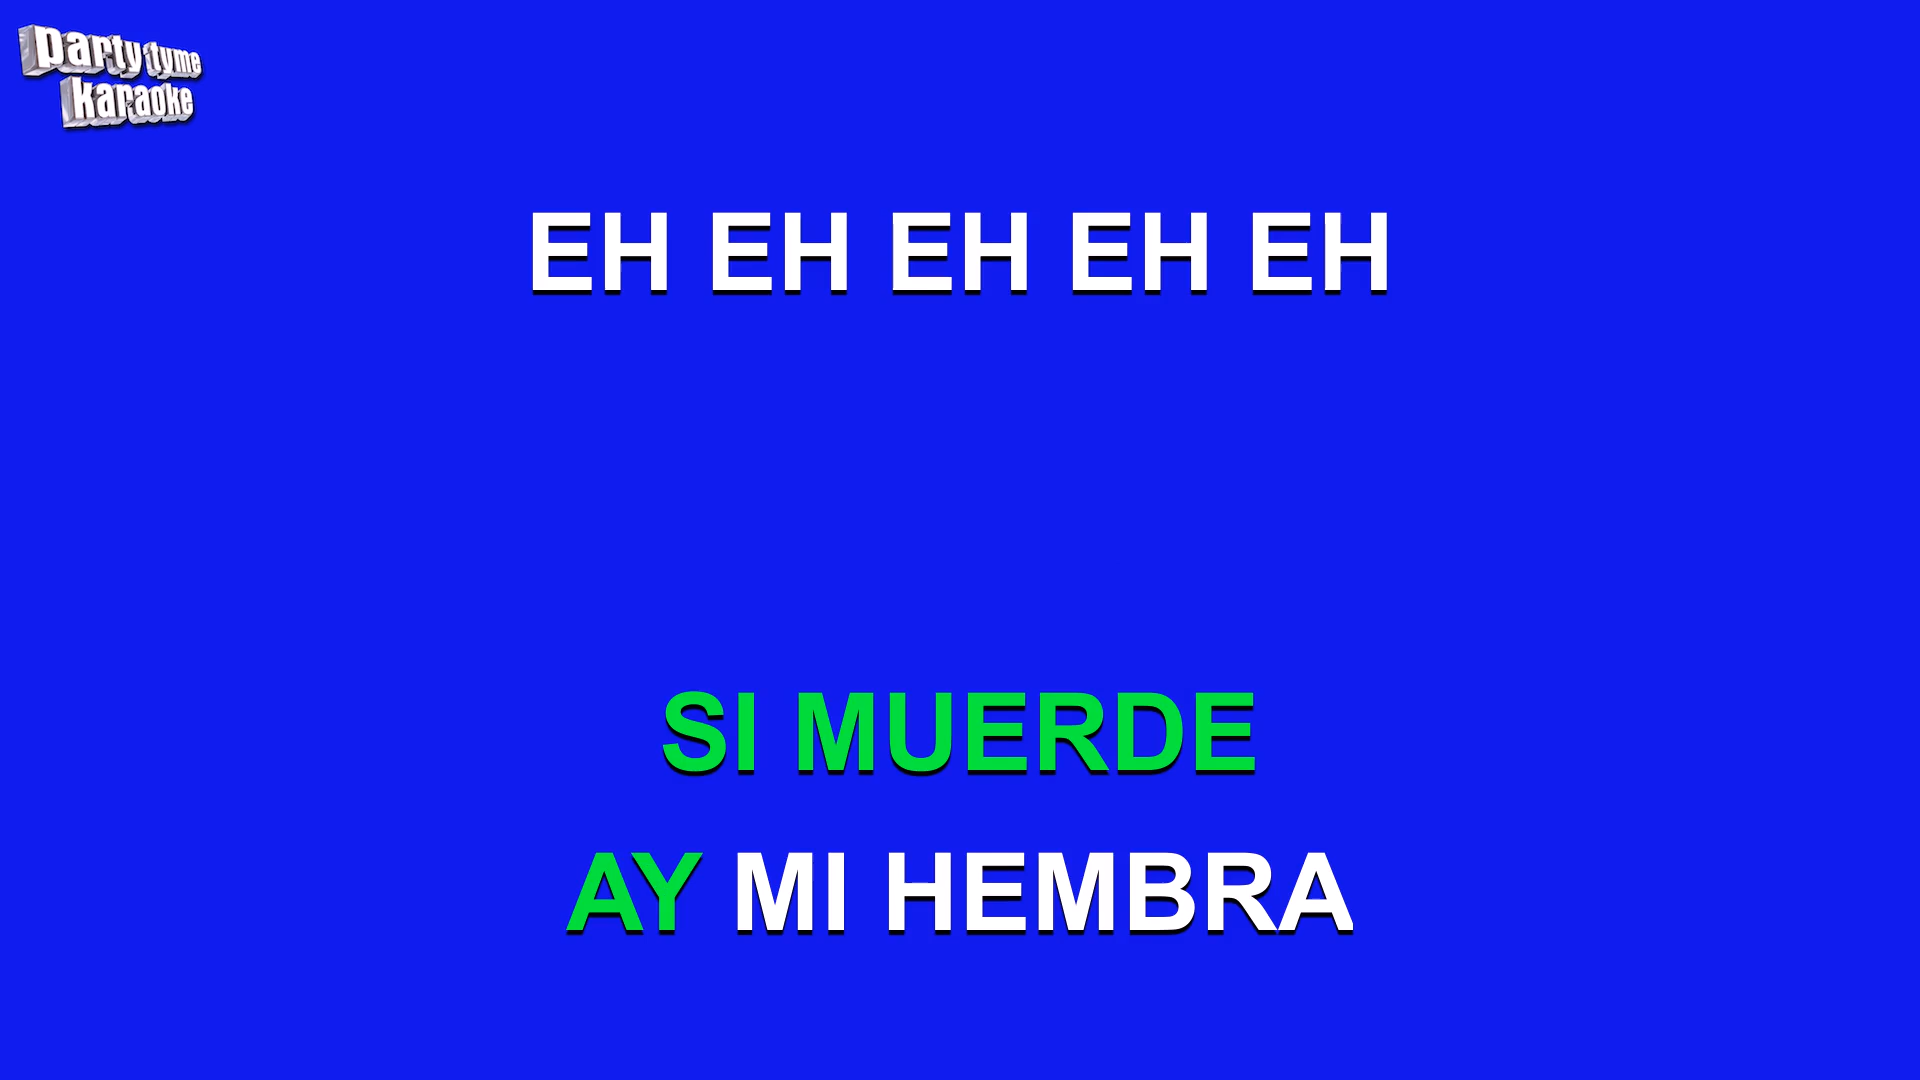 party tyme
karaoke
EH EH EH EH EH
SI MUERDE
AY MI HEMBRA